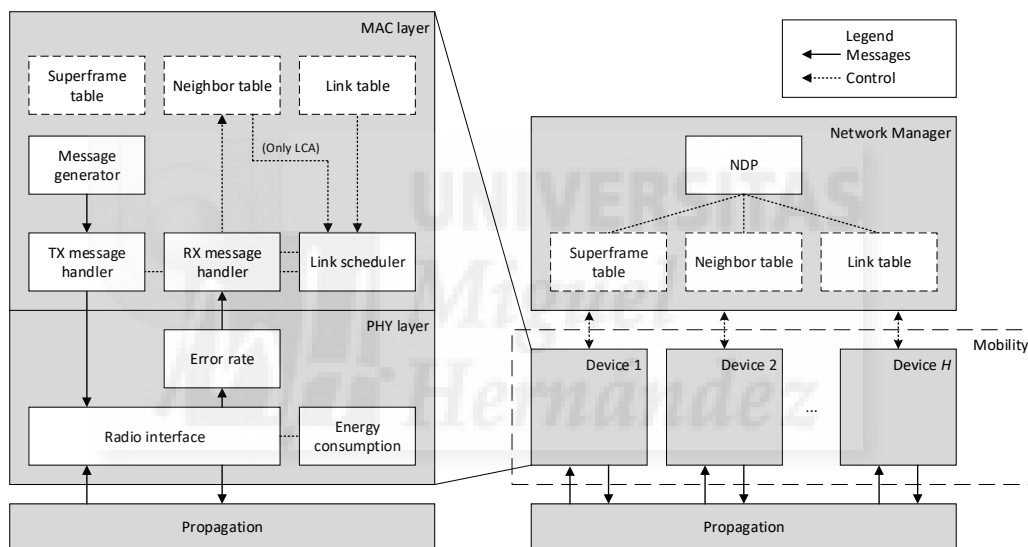 MAC layer
Superframe
table
Neighbor table
Link table
(Only LCA)
Message
generator
TX message
handler
RX message
handler
Link scheduler
PHY layer
Error rate
Radio interface
Energy
consumption
Propagation
Legend
Messages
Control
Network Manager
NDP
Superframe
table
Neighbor table
Link table
Mobility
Device 1
Device 2
...
Device H
Propagation
UNIVERSITAS
Miguel
Hernández